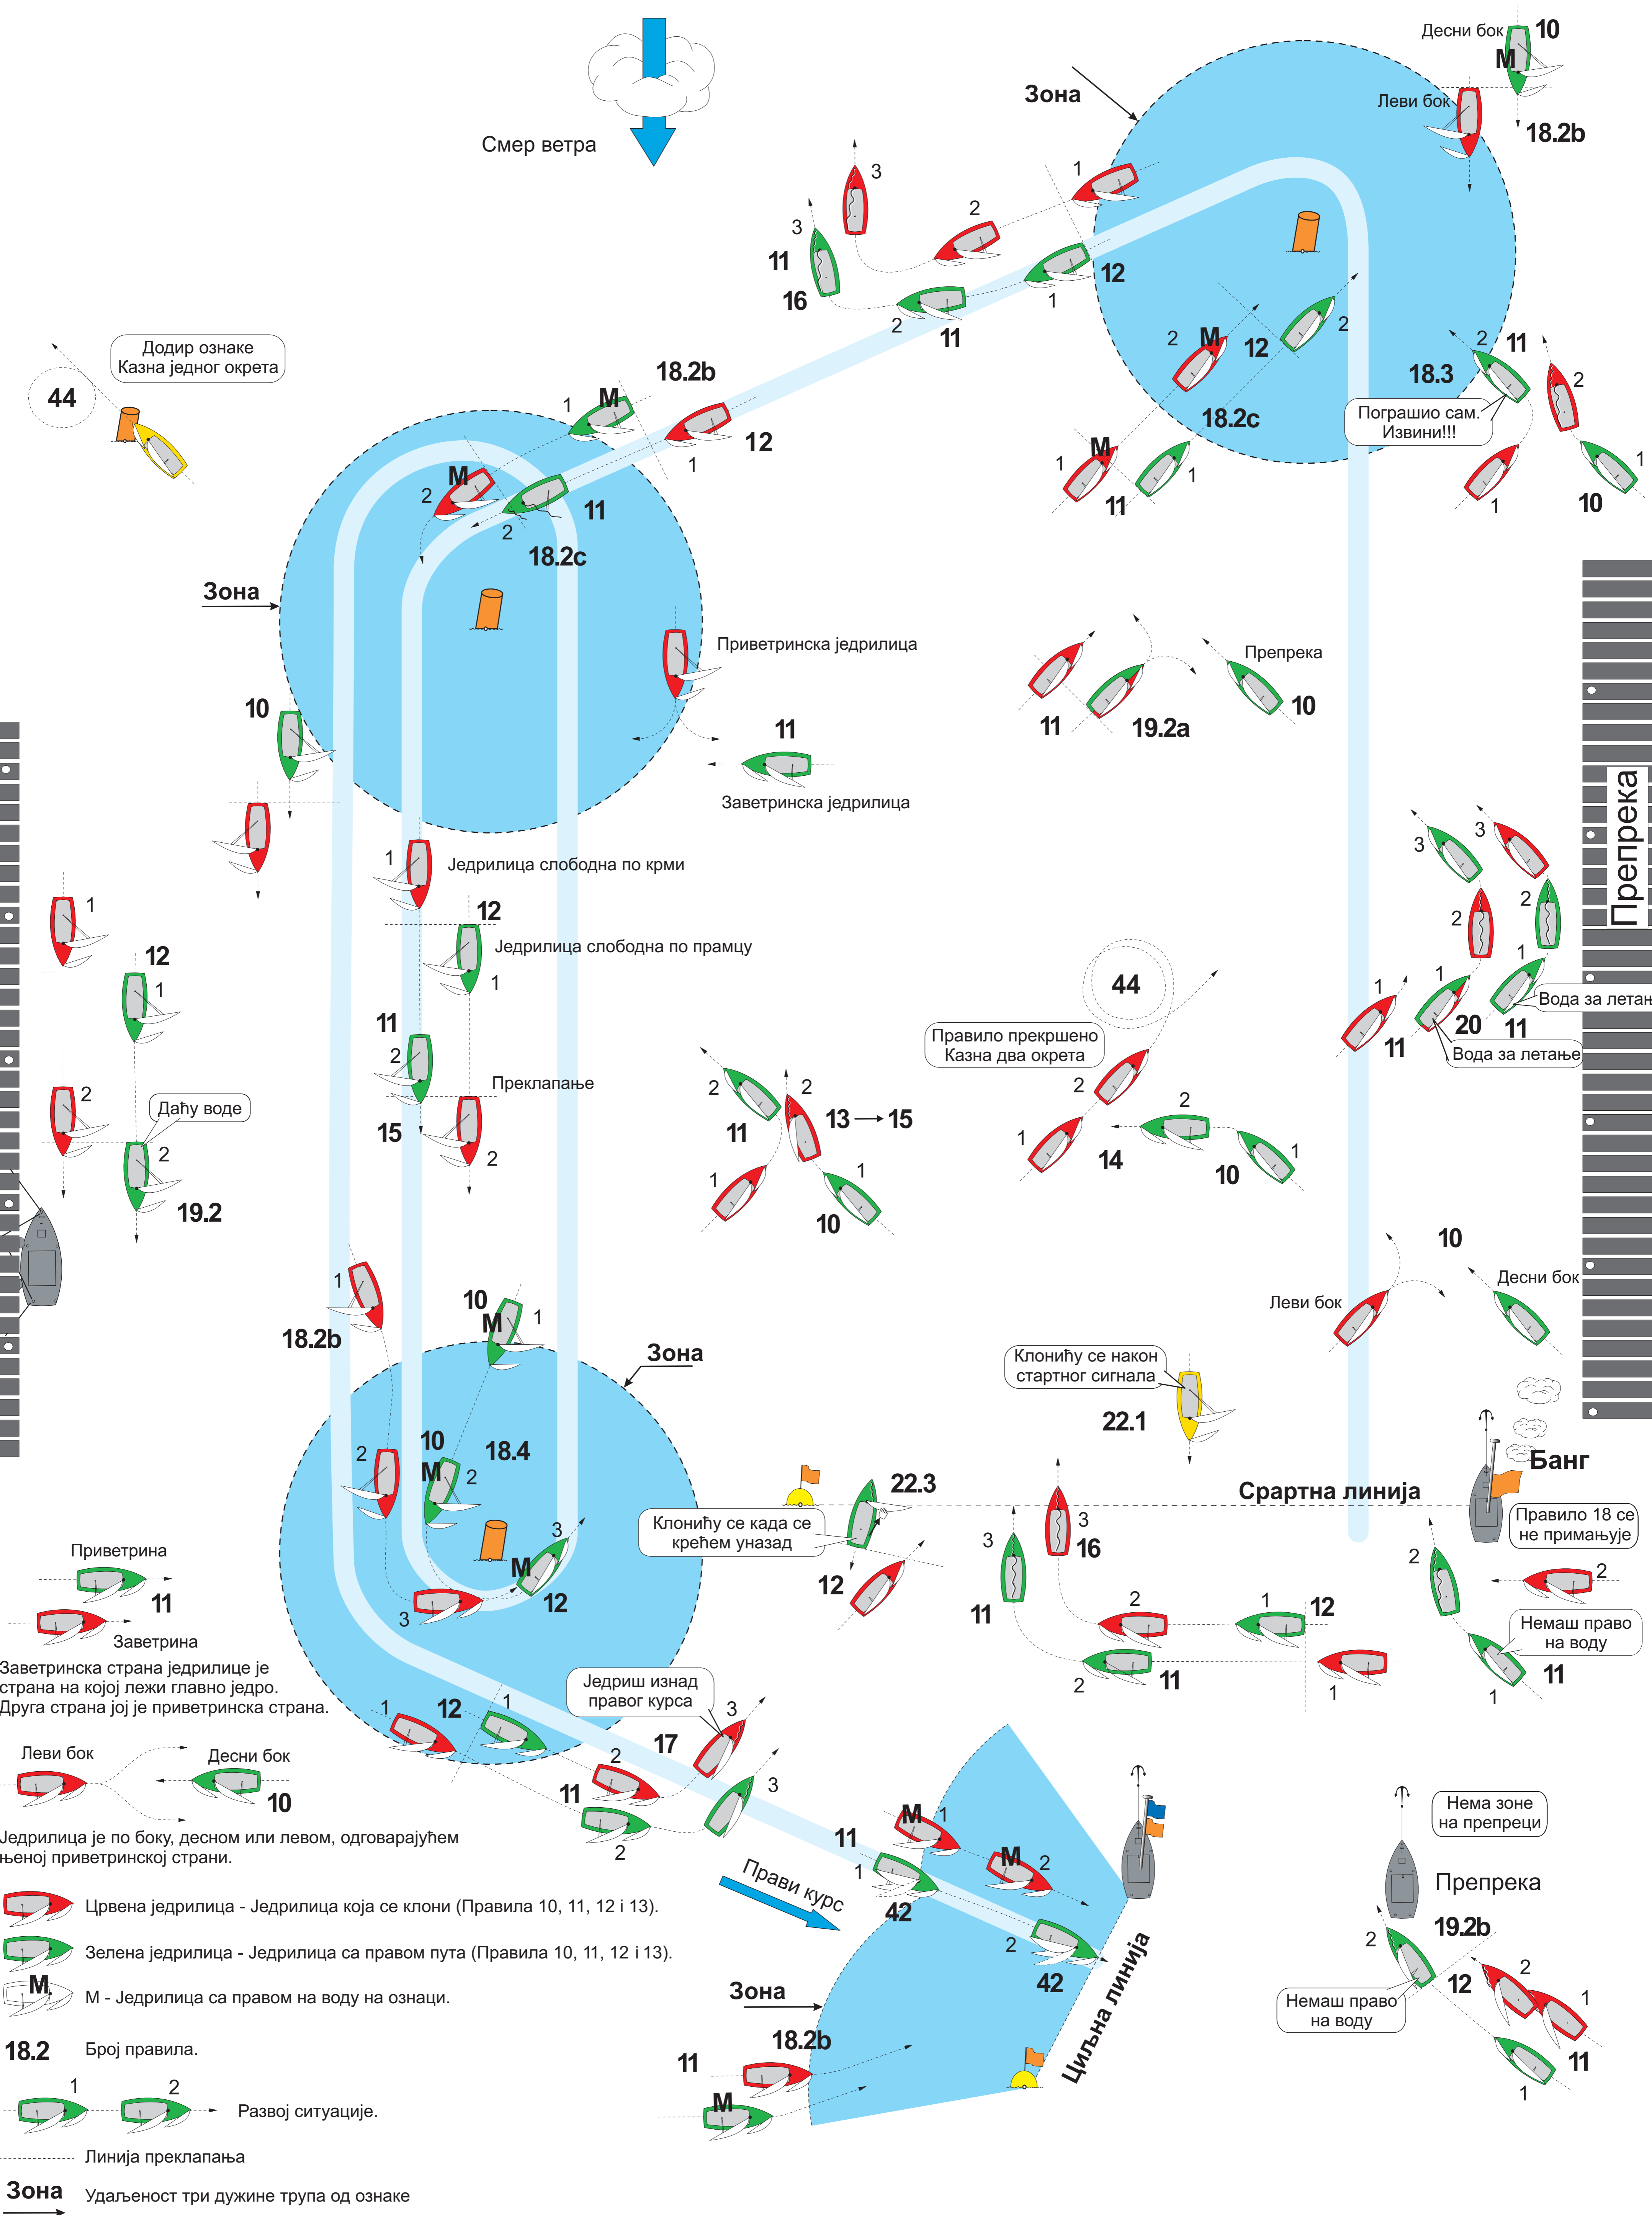 Смер ветра
Зона
Десни бок
10
М
Леви бок
18.2b
3
3
11
16
2
1
12
1
2
11
Додир ознаке
Казна једног окрета
44
18.2b
1
М
12
1
М
2
11
2
18.2c
Зона
2
М
12
2
18.2c
М
1
1
11
18.3
2
11
2
Пограшио сам.
Извини!!!
1
1
10
Приветринска једрилица
11
Заветринска једрилица
10
11
19.2a
Препрека
10
Препрека
1
Једрилица слободна по крми
12
Једрилица слободна по прамцу
1
11
2
Преклапање
15
2
1
12
1
2
Даћу воде
2
19.2
3
3
2
2
1
1
1
11
20
11
Вода за летањ
Вода за летање
44
Правило прекршено
Казна два окрета
2
1
2
14
10
1
2
2
11
13
15
1
1
10
10
Леви бок
Десни бок
1
18.2b
10
М
1
Зона
2
10
М
2
18.4
3
М
12
3
Клонићу се након
стартног сигнала
22.1
22.3
Клонићу се када се
крећем уназад
12
Срартна линија
Банг
Правило 18 се
не примањује
3
3
16
11
2
1
12
2
11
1
2
2
Немаш право
на воду
11
1
Приветрина
11
Заветрина
Заветринска страна једрилице је
страна на којој лежи главно једро.
Друга страна јој је приветринска страна.
Леви бок
Десни бок
10
Једрилица је по боку, десном или левом, одговарајућем
њеној приветринској страни.
Црвена једрилица - Једрилица која се клони (Правила 10, 11, 12 i 13).
Зелена једрилица - Једрилица са правом пута (Правила 10, 11, 12 i 13).
М
М - Једрилица са правом на воду на ознаци.
18.2
Број правила.
1
2
Развој ситуације.
Линија преклапања
Зона
Удаљеност три дужине трупа од ознаке
1
12
1
Једриш изнад
правог курса
17
3
2
11
3
2
Прави курс
11
М
1
1
М
2
42
2
42
Циљна линија
Зона
18.2b
11
М
Нема зоне
на препреци
Препрека
19.2b
2
2
12
1
Немаш право
на воду
11
1